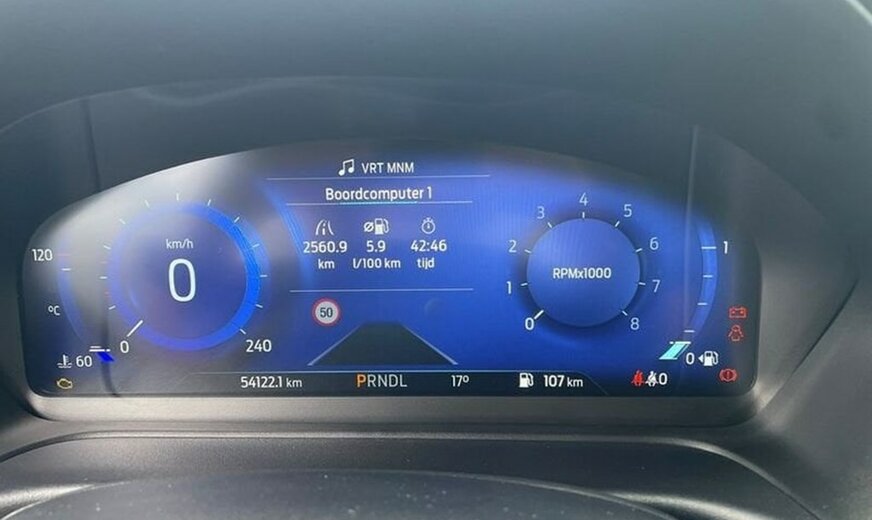 VRT MNM
Boordcomputer 1
2560.9 5.9 42:46
km l/100 km tijd
km/h
0
0 240
120
°C
60
50
0 1 2 3 4 5 6 7 8
RPMx1000
1
0
54122.1 km PRNDL 17° 107 km
0